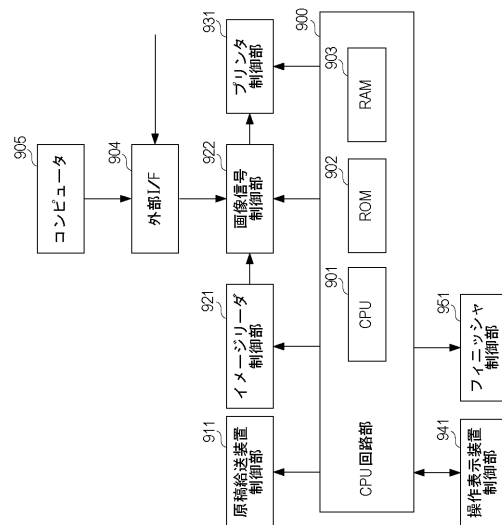 905
コンピュータ
904
外部I/F
911
原稿給送装置
制御部
921
イメージリーダ
制御部
922
画像信号
制御部
931
プリンタ
制御部
900
CPU回路部
901
CPU
902
ROM
903
RAM
941
操作表示装置
制御部
951
フィニッシャ
制御部